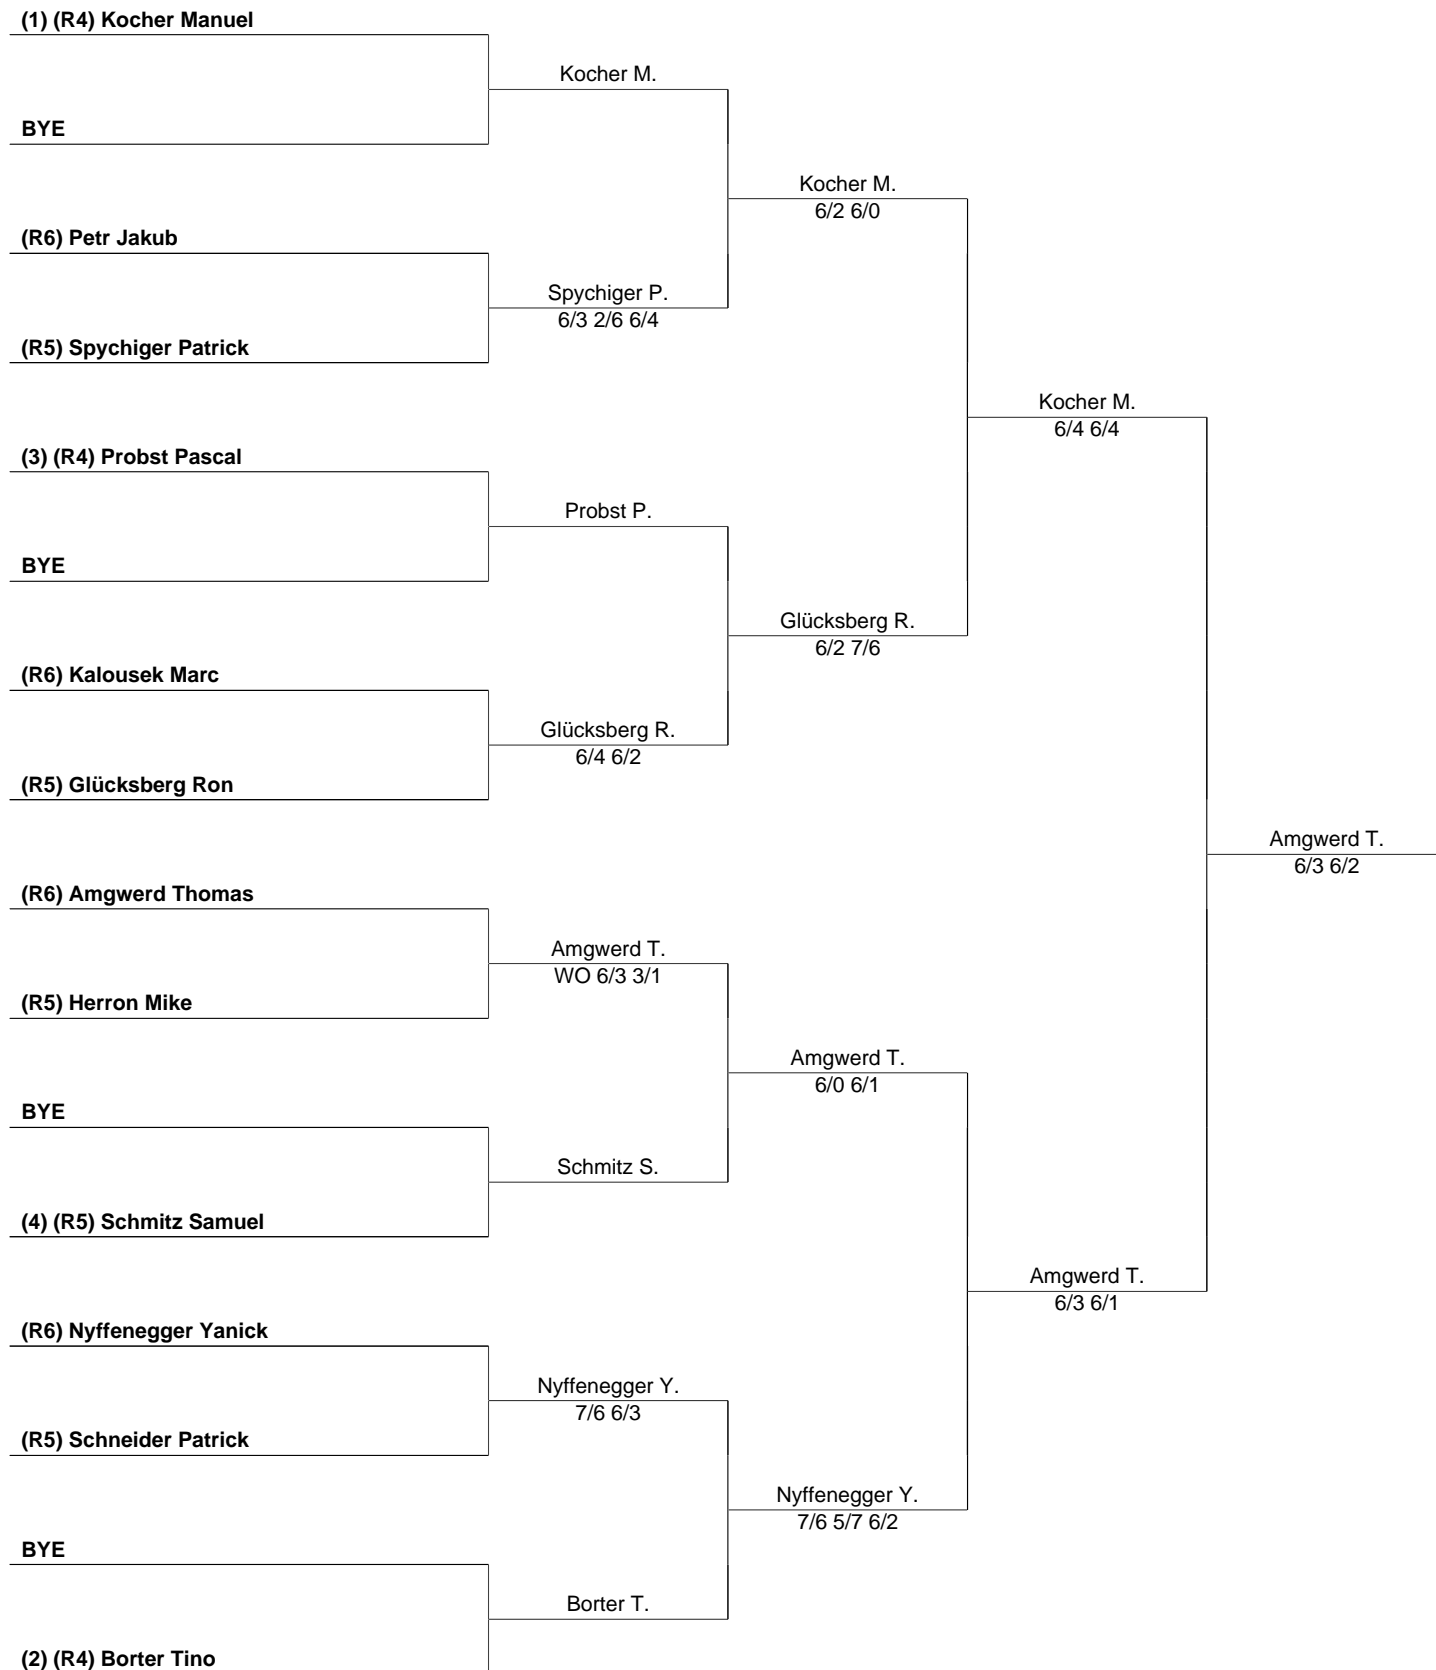 (1) (R4) Kocher Manuel
Kocher M.
BYE
Kocher M.
6/2 6/0
(R6) Petr Jakub
Spychiger P.
6/3 2/6 6/4
(R5) Spychiger Patrick
Kocher M.
6/4 6/4
(3) (R4) Probst Pascal
Probst P.
BYE
Glücksberg R.
6/2 7/6
(R6) Kalousek Marc
Glücksberg R.
6/4 6/2
(R5) Glücksberg Ron
Amgwerd T.
6/3 6/2
(R6) Amgwerd Thomas
Amgwerd T.
WO 6/3 3/1
(R5) Herron Mike
Amgwerd T.
6/0 6/1
BYE
Schmitz S.
(4) (R5) Schmitz Samuel
Amgwerd T.
6/3 6/1
(R6) Nyffenegger Yanick
Nyffenegger Y.
7/6 6/3
(R5) Schneider Patrick
Nyffenegger Y.
7/6 5/7 6/2
BYE
Borter T.
(2) (R4) Borter Tino